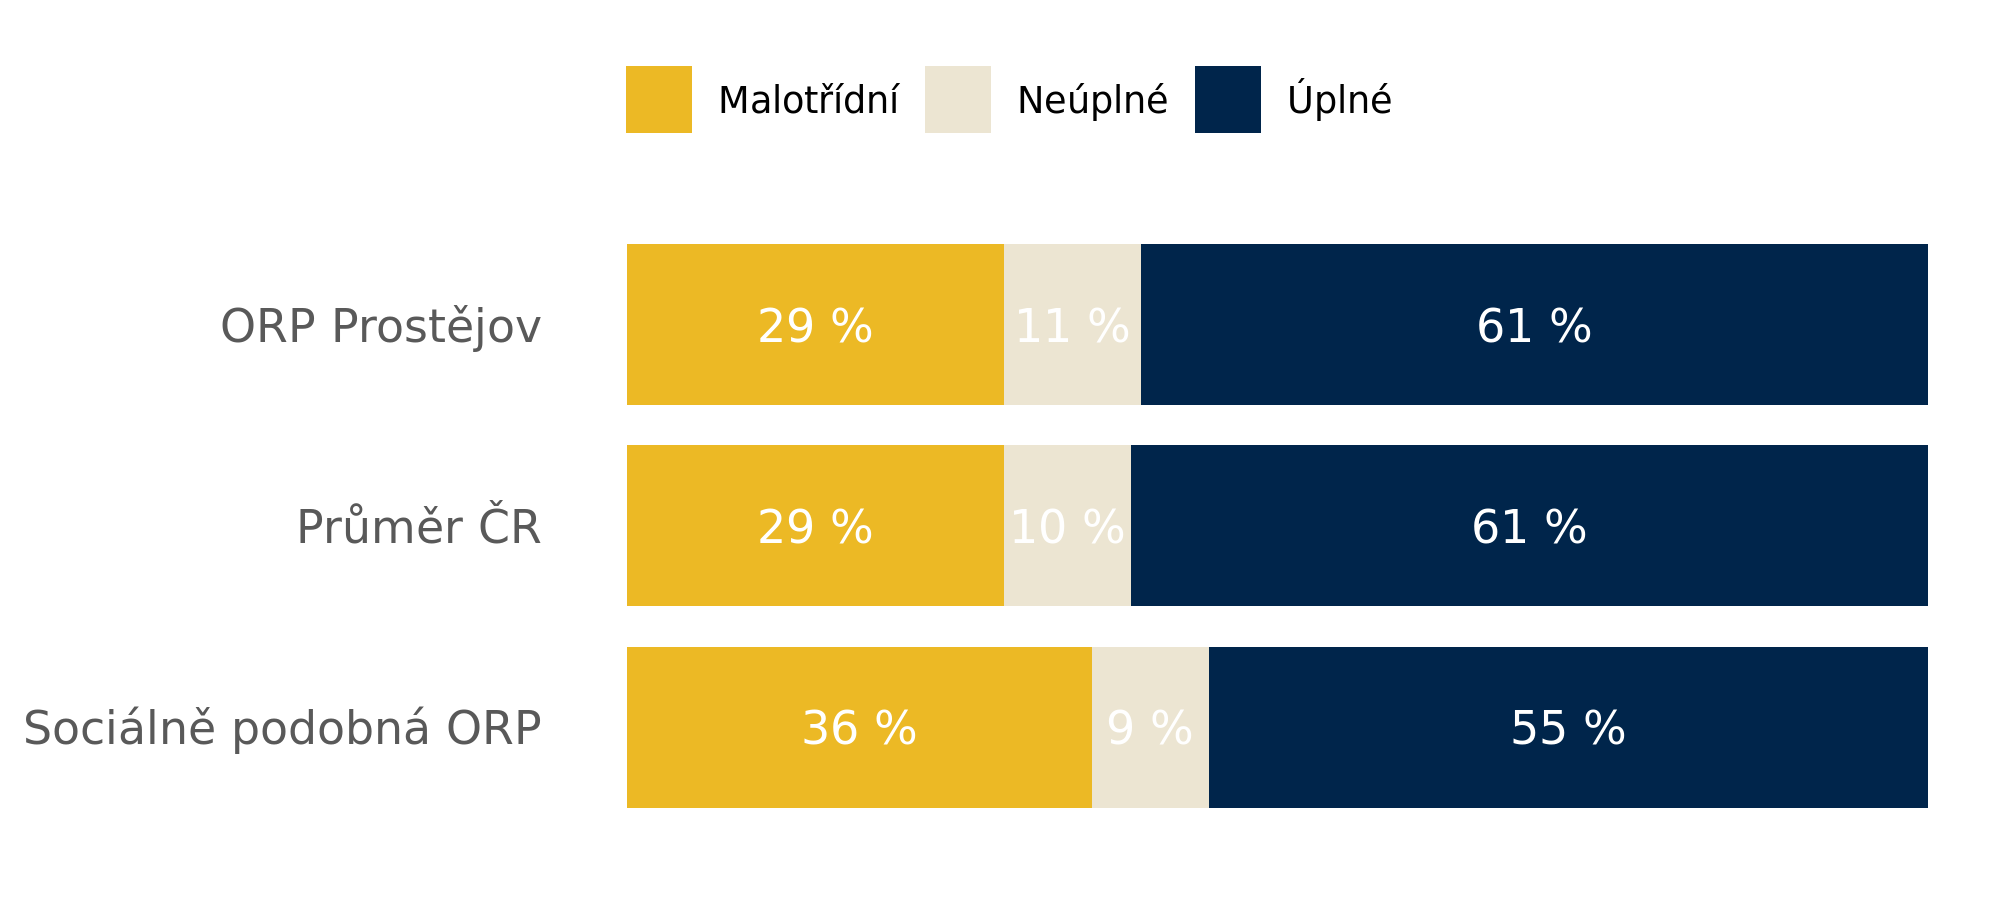 Malotřídní Neúplné Úplné
ORP Prostějov 29 % 11 % 61 %
Průměr ČR 29 % 10 % 61 %
Sociálně podobná ORP 36 % 9 % 55 %